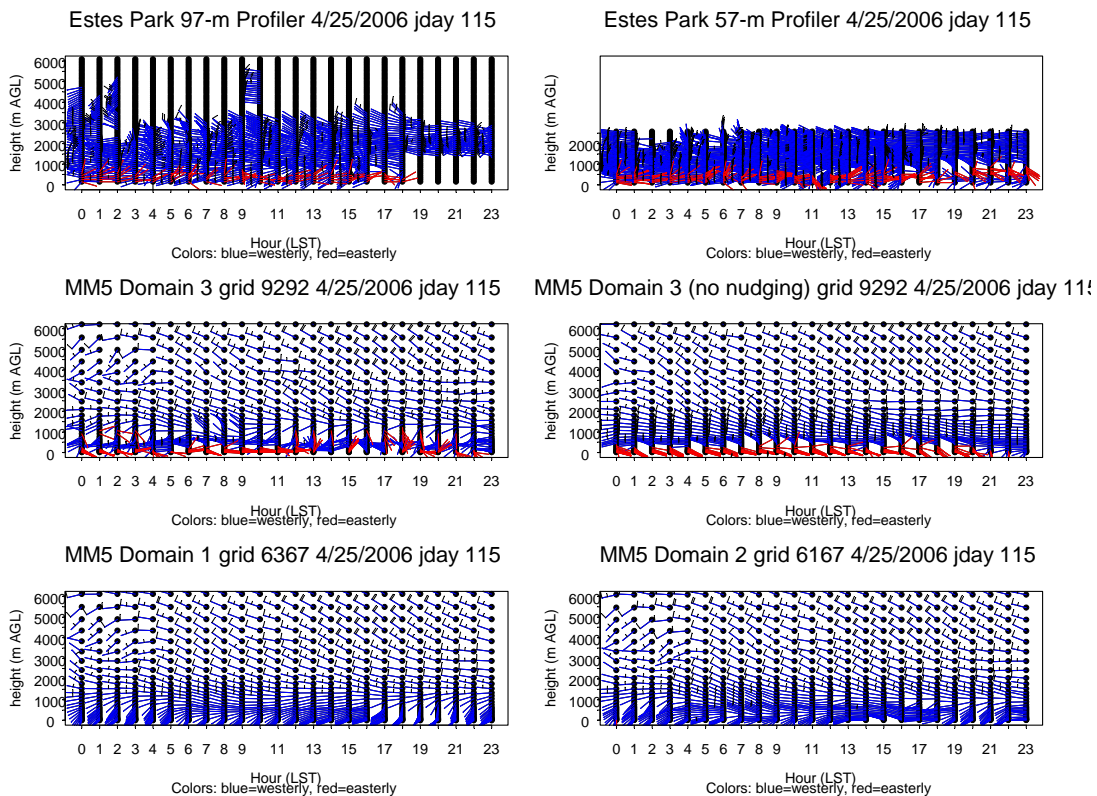 Estes Park 97-m Profiler 4/25/2006 jday 115
height (m AGL)
6000
5000
4000
3000
2000
1000
0
0 1 2 3 4 5 6 7 8 9 11 13 15 17 19 21 23
Hour (LST)
Colors: blue=westerly, red=easterly
Estes Park 57-m Profiler 4/25/2006 jday 115
height (m AGL)
2000
1000
0
0 1 2 3 4 5 6 7 8 9 11 13 15 17 19 21 23
Hour (LST)
Colors: blue=westerly, red=easterly
MM5 Domain 3 grid 9292 4/25/2006 jday 115
height (m AGL)
6000
5000
4000
3000
2000
1000
0
0 1 2 3 4 5 6 7 8 9 11 13 15 17 19 21 23
Hour (LST)
Colors: blue=westerly, red=easterly
MM5 Domain 3 (no nudging) grid 9292 4/25/2006 jday 115
height (m AGL)
6000
5000
4000
3000
2000
1000
0
0 1 2 3 4 5 6 7 8 9 11 13 15 17 19 21 23
Hour (LST)
Colors: blue=westerly, red=easterly
MM5 Domain 1 grid 6367 4/25/2006 jday 115
height (m AGL)
6000
5000
4000
3000
2000
1000
0
0 1 2 3 4 5 6 7 8 9 11 13 15 17 19 21 23
Hour (LST)
Colors: blue=westerly, red=easterly
MM5 Domain 2 grid 6167 4/25/2006 jday 115
height (m AGL)
6000
5000
4000
3000
2000
1000
0
0 1 2 3 4 5 6 7 8 9 11 13 15 17 19 21 23
Hour (LST)
Colors: blue=westerly, red=easterly